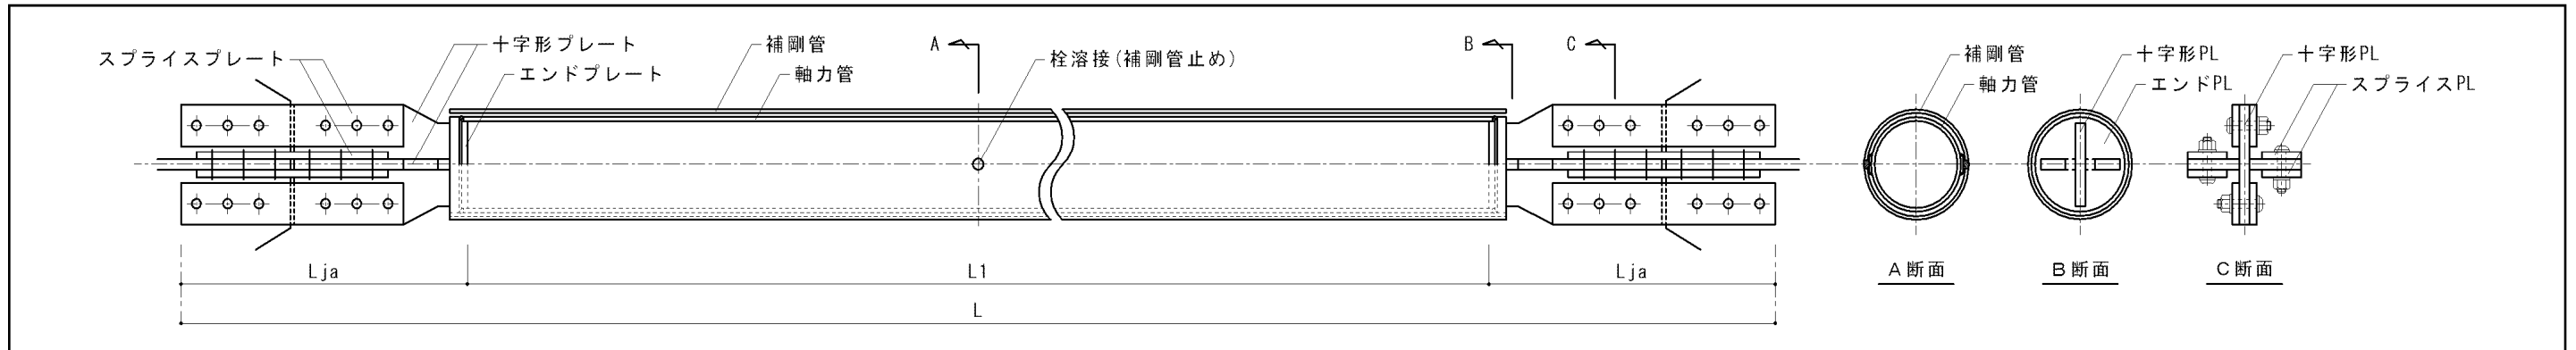 スプライスプレート
十字形プレート
エンドプレート
補剛管
軸力管
A
栓溶接(補剛管止め)
B
C
補剛管
軸力管
十字形PL
エンドPL
十字形PL
スプライスPL
Lja
L1
Lja
L
A断面
B断面
C断面